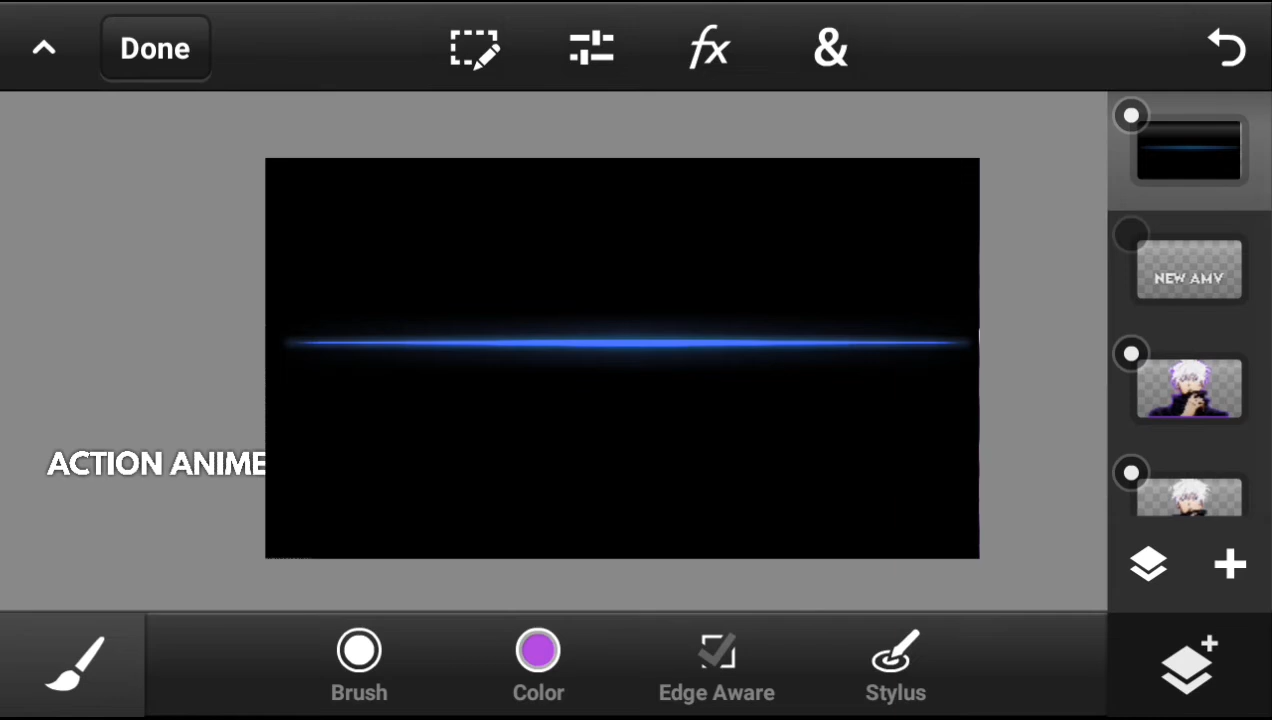 Done
fx
&
NEW AMV
ACTION ANIME
Brush
Color
Edge Aware
Stylus